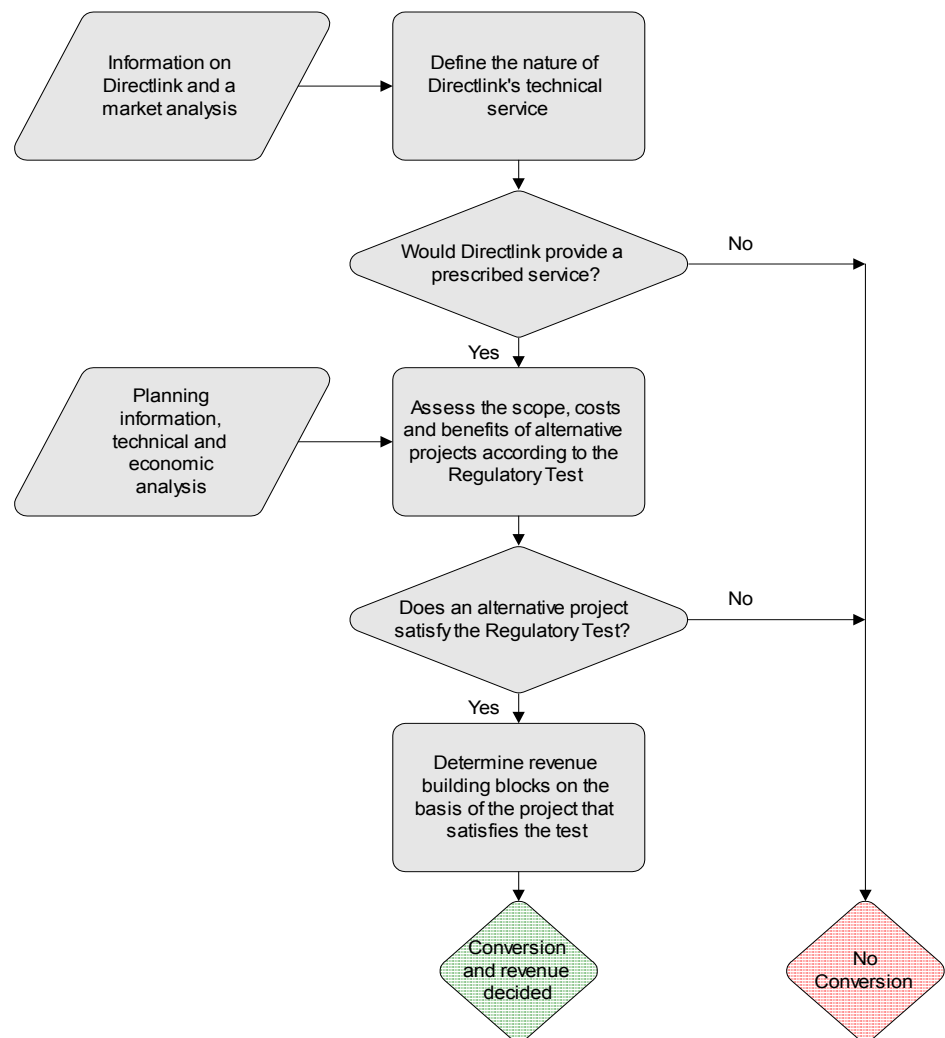 Information on
Directlink and a
market analysis
Define the nature of
Directlink's technical
service
Would Directlink provide a
prescribed service?
No
Yes
Planning
information,
technical and
economic
analysis
Assess the scope, costs
and benefits of alternative
projects according to the
Regulatory Test
Does an alternative project
satisfy the Regulatory Test?
No
Yes
Determine revenue
building blocks on the
basis of the project that
satisfies the test
Conversion
and revenue
decided
No
Conversion